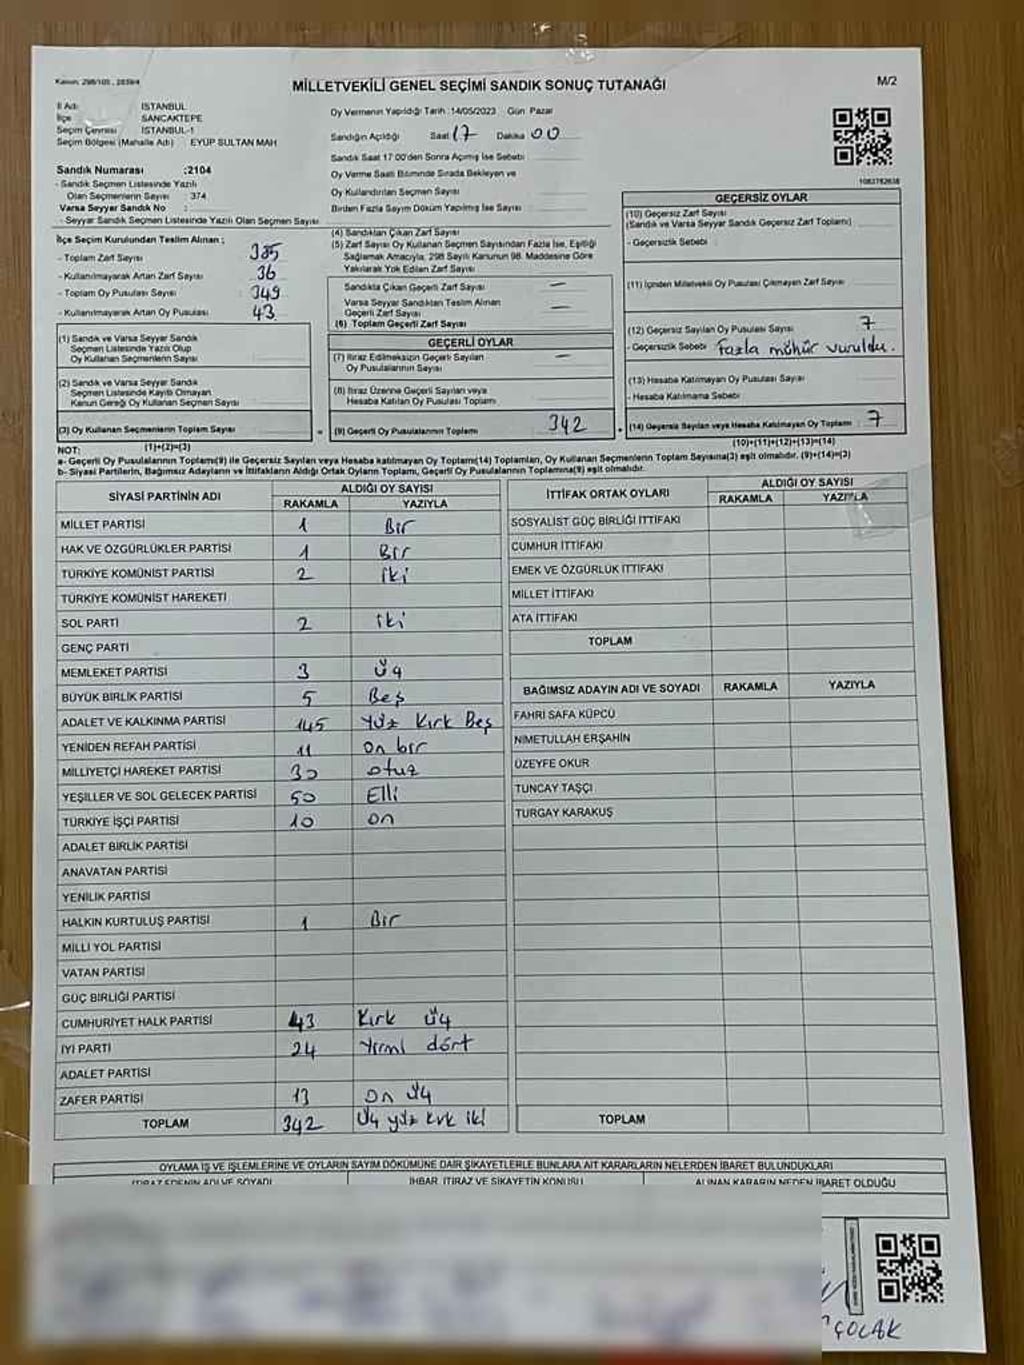 Kanun: 298/105, 2839/4
MİLLETVEKİLİ GENEL SEÇİMİ SANDIK SONUÇ TUTANAĞI
M/2
İl Adı İSTANBUL
İlçe SANCAKTEPE
Seçim Çevresi İSTANBUL-1
Seçim Bölgesi (Mahalle Adı) EYÜP SULTAN MAH
Oy Vermenin Yapıldığı Tarih :14/05/2023 Gün: Pazar
Sandığın Açıldığı Saat 17 Dakika 00
Sandık Saat 17:00'den Sonra Açılmış İse Sebebi
Oy Verme Saati Bitiminde Sırada Bekleyen ve
Oy Kullandırılan Seçmen Sayısı
Birden Fazla Sayım Döküm Yapılmış İse Sayısı
Sandık Numarası :2104
- Sandık Seçmen Listesinde Yazılı
Olan Seçmenlerin Sayısı : 374
Varsa Seyyar Sandık No :
- Seyyar Sandık Seçmen Listesinde Yazılı Olan Seçmen Sayısı
İlçe Seçim Kurulundan Teslim Alınan ;
- Toplam Zarf Sayısı : 385
- Kullanılmayarak Artan Zarf Sayısı : 36
- Toplam Oy Pusulası Sayısı : 349
- Kullanılmayarak Artan Oy Pusulası : 43
(1) Sandık ve Varsa Seyyar Sandık
Seçmen Listesinde Yazılı Olup
Oy Kullanan Seçmenlerin Sayısı
(2) Sandık ve Varsa Seyyar Sandık
Seçmen Listesinde Kayıtlı Olmayan
Kanun Gereği Oy Kullanan Seçmen Sayısı
(3) Oy Kullanan Seçmenlerin Toplam Sayısı
(1)+(2)=(3)
(4) Sandıktan Çıkan Zarf Sayısı
(5) Zarf Sayısı Oy Kullanan Seçmen Sayısından Fazla İse, Eşitliği
Sağlamak Amacıyla, 298 Sayılı Kanunun 98. Maddesine Göre
Yakılarak Yok Edilen Zarf Sayısı
Sandıkta Çıkan Geçerli Zarf Sayısı —
Varsa Seyyar Sandıktan Teslim Alınan
Geçerli Zarf Sayısı —
(6) Toplam Geçerli Zarf Sayısı
GEÇERLİ OYLAR
(7) İtiraz Edilmeksizin Geçerli Sayılan
Oy Pusulalarının Sayısı —
(8) İtiraz Üzerine Geçerli Sayılan veya
Hesaba Katılan Oy Pusulası Toplamı
= (9) Geçerli Oy Pusulalarının Toplamı 342
1083782638
GEÇERSİZ OYLAR
(10) Geçersiz Zarf Sayısı
(Sandık ve Varsa Seyyar Sandık Geçersiz Zarf Toplamı)
- Geçersizlik Sebebi :
(11) İçinden Milletvekili Oy Pusulası Çıkmayan Zarf Sayısı
(12) Geçersiz Sayılan Oy Pusulası Sayısı 7
- Geçersizlik Sebebi Fazla mühür vuruldu.
(13) Hesaba Katılmayan Oy Pusulası Sayısı
- Hesaba Katılmama Sebebi
+ (14) Geçersiz Sayılan veya Hesaba Katılmayan Oy Toplamı : 7
(10)+(11)+(12)+(13)=(14)
NOT:
a- Geçerli Oy Pusulalarının Toplamı(9) ile Geçersiz Sayılan veya Hesaba katılmayan Oy Toplamı(14) Toplamları, Oy Kullanan Seçmenlerin Toplam Sayısına(3) eşit olmalıdır. (9)+(14)=(3)
b- Siyasi Partilerin, Bağımsız Adayların ve İttifakların Aldığı Ortak Oyların Toplamı, Geçerli Oy Pusulalarının Toplamına(9) eşit olmalıdır.
SİYASİ PARTİNİN ADI ALDIĞI OY SAYISI
RAKAMLA YAZIYLA
MİLLET PARTİSİ 1 Bir
HAK VE ÖZGÜRLÜKLER PARTİSİ 1 Bir
TÜRKİYE KOMÜNİST PARTİSİ 2 iki
TÜRKİYE KOMÜNİST HAREKETİ
SOL PARTİ 2 iki
GENÇ PARTİ
MEMLEKET PARTİSİ 3 üç
BÜYÜK BİRLİK PARTİSİ 5 Beş
ADALET VE KALKINMA PARTİSİ 145 Yüz Kırk Beş
YENİDEN REFAH PARTİSİ 11 On bir
MİLLİYETÇİ HAREKET PARTİSİ 30 otuz
YEŞİLLER VE SOL GELECEK PARTİSİ 50 Elli
TÜRKİYE İŞÇİ PARTİSİ 10 on
ADALET BİRLİK PARTİSİ
ANAVATAN PARTİSİ
YENİLİK PARTİSİ
HALKIN KURTULUŞ PARTİSİ 1 Bir
MİLLİ YOL PARTİSİ
VATAN PARTİSİ
GÜÇ BİRLİĞİ PARTİSİ
CUMHURİYET HALK PARTİSİ 43 Kırk üç
İYİ PARTİ 24 Yirmi dört
ADALET PARTİSİ
ZAFER PARTİSİ 13 On üç
TOPLAM 342 üç yüz kırk iki
İTTİFAK ORTAK OYLARI ALDIĞI OY SAYISI
RAKAMLA YAZIYLA
SOSYALİST GÜÇ BİRLİĞİ İTTİFAKI
CUMHUR İTTİFAKI
EMEK VE ÖZGÜRLÜK İTTİFAKI
MİLLET İTTİFAKI
ATA İTTİFAKI
TOPLAM
BAĞIMSIZ ADAYIN ADI VE SOYADI RAKAMLA YAZIYLA
FAHRİ SAFA KÜPCÜ
NİMETULLAH ERŞAHİN
ÜZEYFE OKUR
TUNCAY TAŞÇI
TURGAY KARAKUŞ
TOPLAM
OYLAMA İŞ VE İŞLEMLERİNE VE OYLARIN SAYIM DÖKÜMÜNE DAİR ŞİKAYETLERLE BUNLARA AİT KARARLARIN NELERDEN İBARET BULUNDUKLARI
İTİRAZ EDENİN ADI VE SOYADI İHBAR, İTİRAZ VE ŞİKAYETİN KONUSU ALINAN KARARIN NEDEN İBARET OLDUĞU
ÇOLAK